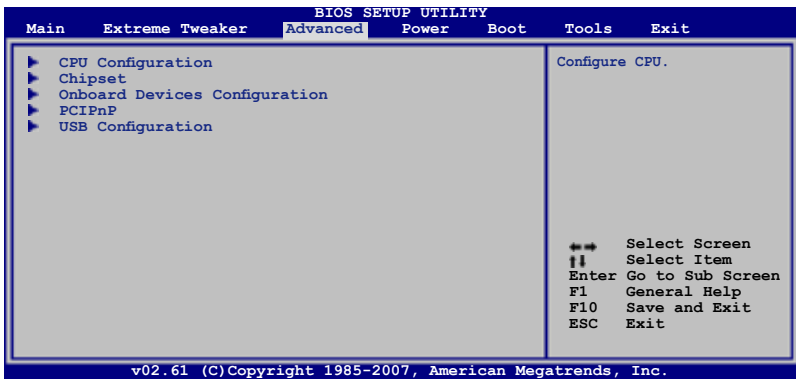 BIOS SETUP UTILITY
Main Extreme Tweaker Advanced Power Boot Tools Exit
CPU Configuration
Chipset
Onboard Devices Configuration
PCIPnP
USB Configuration
Configure CPU.
Select Screen
Select Item
Enter Go to Sub Screen
F1 General Help
F10 Save and Exit
ESC Exit
v02.61 (C)Copyright 1985-2007, American Megatrends, Inc.